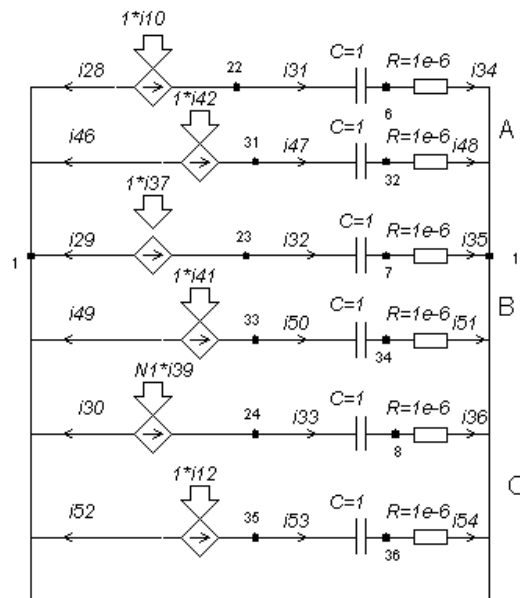 1*i10
i28 22 i31 C=1 R=1e-6 i34
6
A
1*i42
i46 31 i47 C=1 R=1e-6 i48
32
1*i37
i29 23 i32 C=1 R=1e-6 i35
1 7 1
B
1*i41
i49 33 i50 C=1 R=1e-6 i51
34
N1*i39
i30 24 i33 C=1 R=1e-6 i36
8
C
1*i12
i52 35 i53 C=1 R=1e-6 i54
36